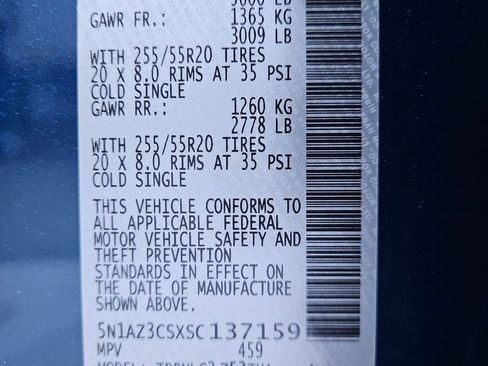 GAWR FR.: 1365 KG
3009 LB
WITH 255/55R20 TIRES
20 X 8.0 RIMS AT 35 PSI
COLD SINGLE
GAWR RR.: 1260 KG
2778 LB
WITH 255/55R20 TIRES
20 X 8.0 RIMS AT 35 PSI
COLD SINGLE
THIS VEHICLE CONFORMS TO
ALL APPLICABLE FEDERAL
MOTOR VEHICLE SAFETY AND
THEFT PREVENTION
STANDARDS IN EFFECT ON
THE DATE OF MANUFACTURE
SHOWN ABOVE.
5N1AZ3CSXSC137159
MPV 459